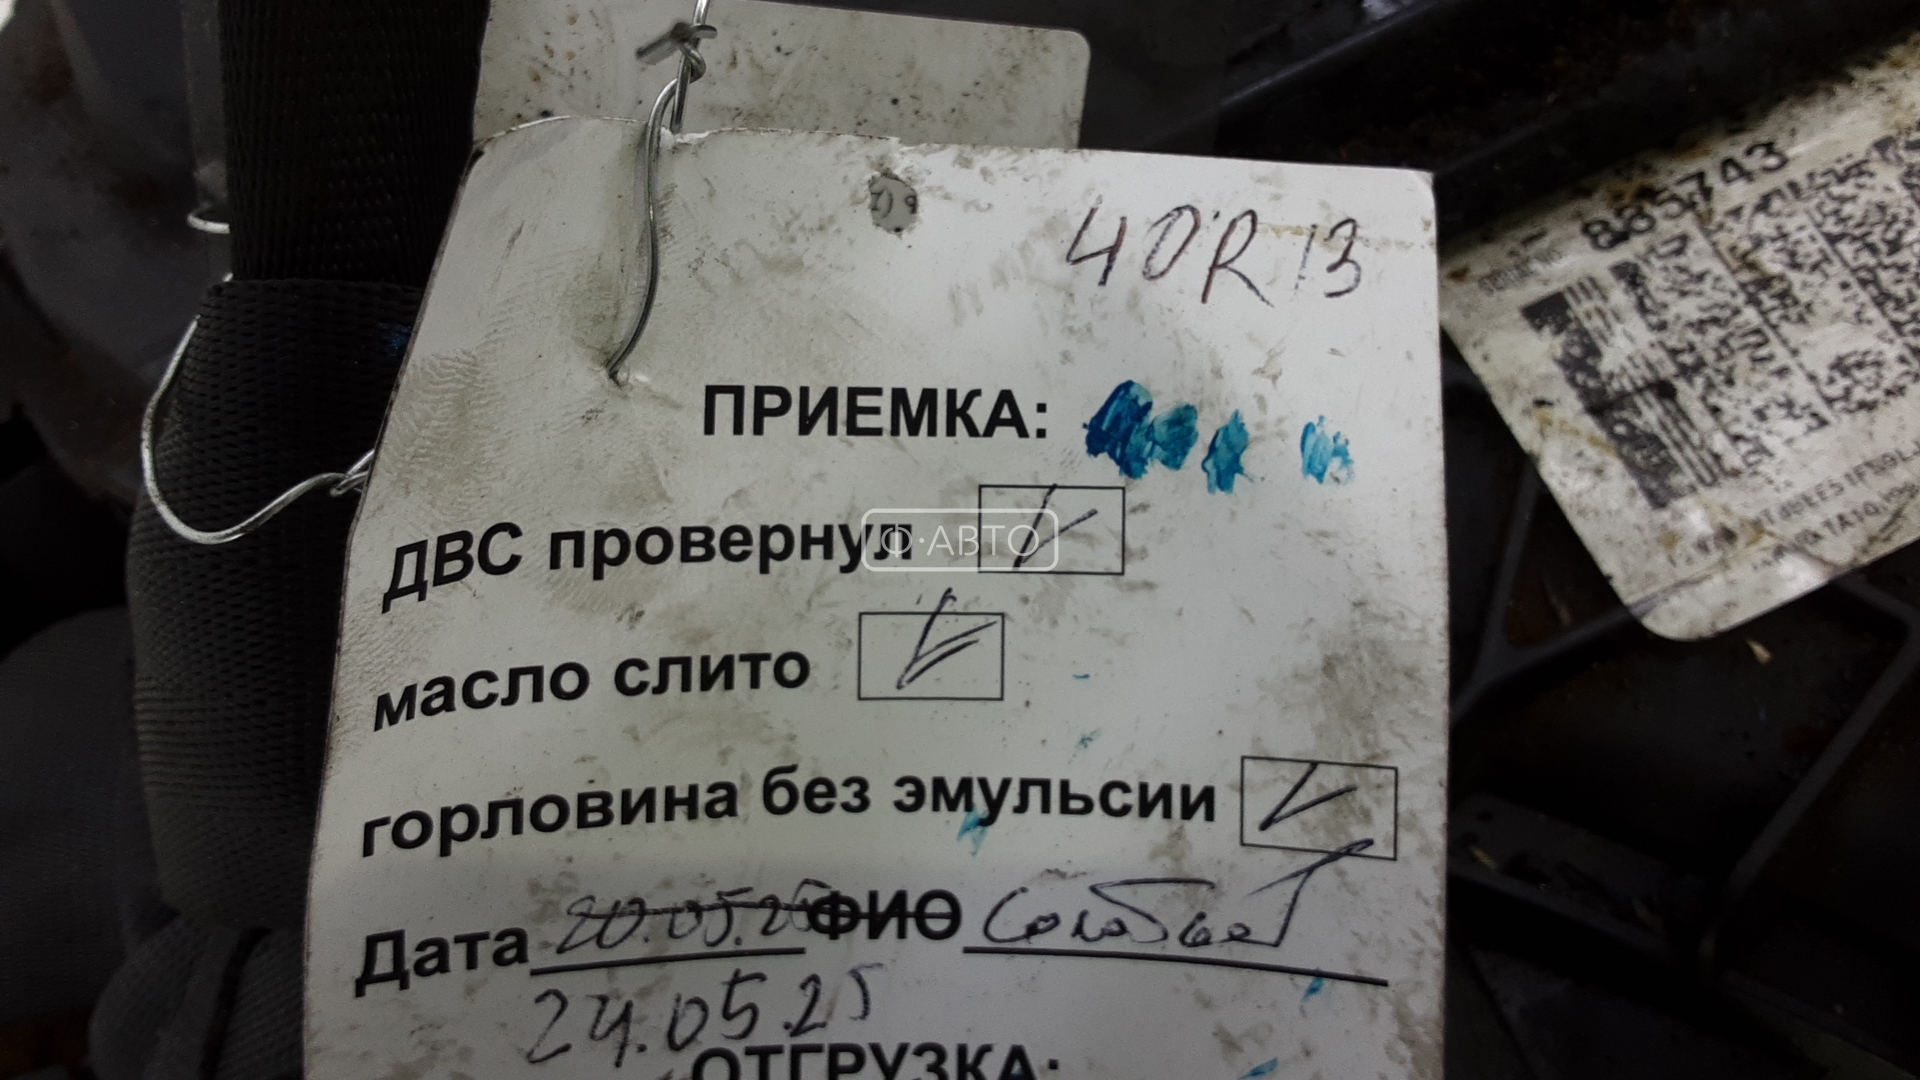 40R13
ПРИЕМКА:
ДВС провернул
Ф·АВТО
масло слито
горловина без эмульсии
Дата 20.05.25 ФИО
24.05.25
ОТГРУЗКА:
885743